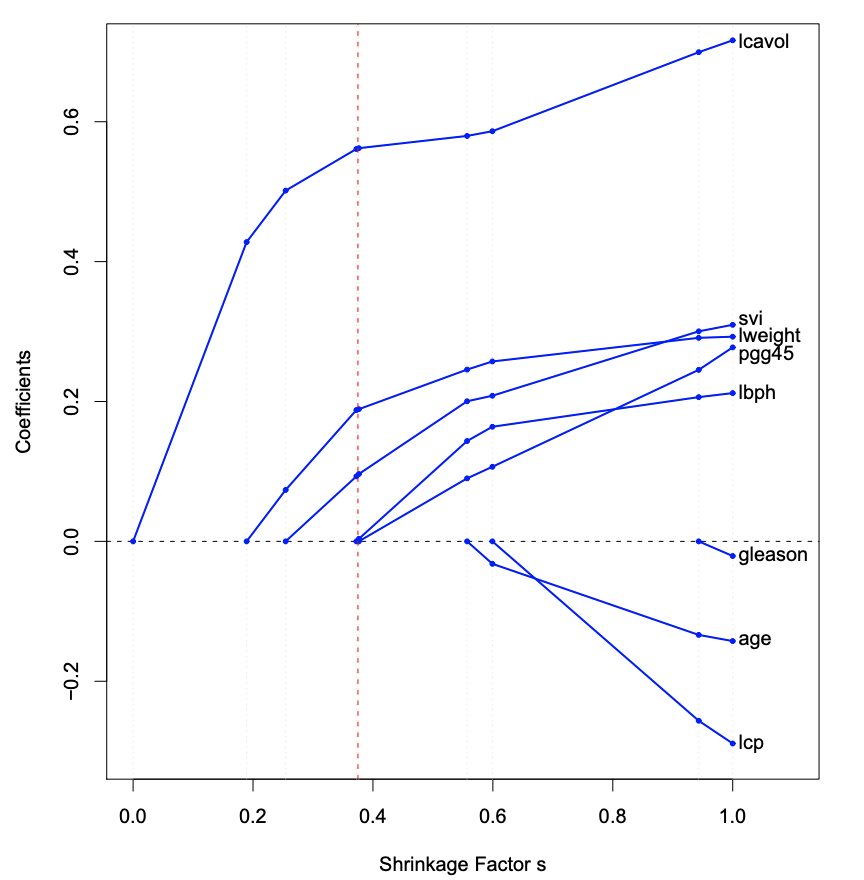 lcavol
0.6
0.4
svi
lweight
pgg45
0.2
lbph
Coefficients
0.0
gleason
age
−0.2
lcp
0.0 0.2 0.4 0.6 0.8 1.0
Shrinkage Factor s